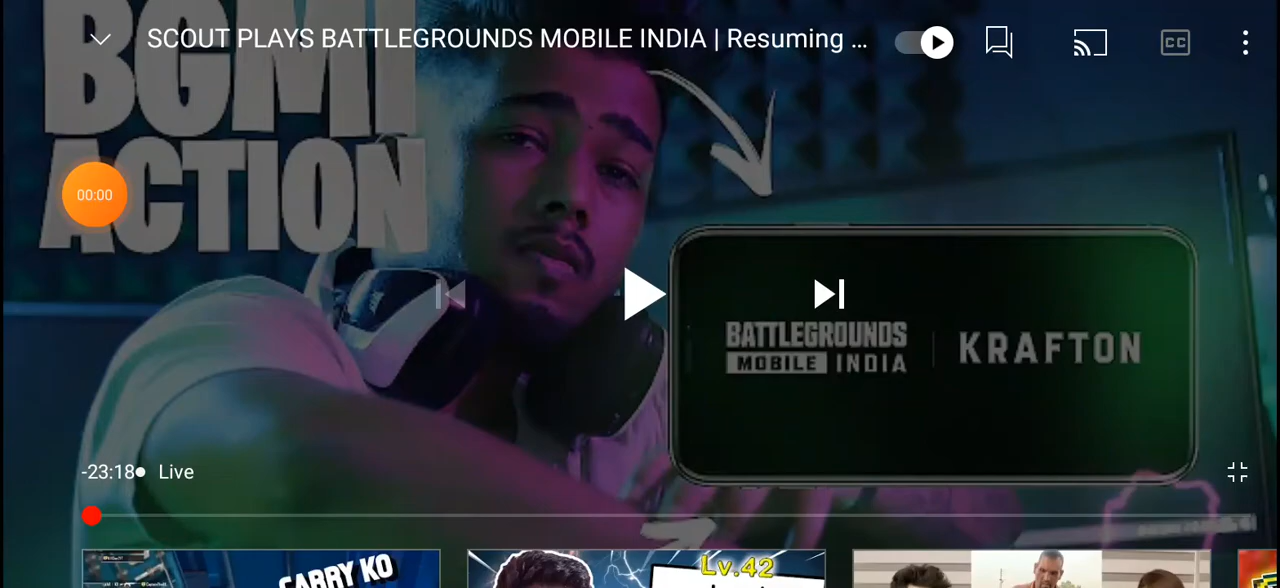 SCOUT PLAYS BATTLEGROUNDS MOBILE INDIA | Resuming ...
CC
BGMI
ACTION
00:00
BATTLEGROUNDS
MOBILE INDIA
KRAFTON
-23:18
Live
CARRY KO
Lv.42